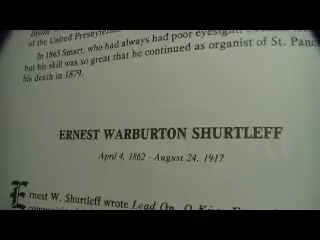 of the United Presbyterian
In 1865 Smart, who had always had poor eyesight
but his skill was so great that he continued as organist of St. Panc
his death in 1879.
ERNEST WARBURTON SHURTLEFF
April 4, 1862 - August 24, 1917
Ernest W. Shurtleff wrote Lead On, O King